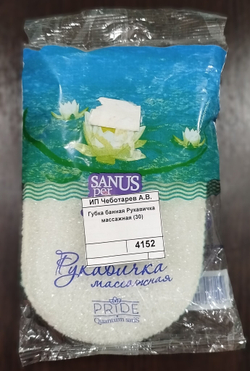 SANUS
per
ИП Чеботарев А.В.
Губка банная Рукавичка
массажная (30)
4152
Рукавичка
массажная
PRIDE